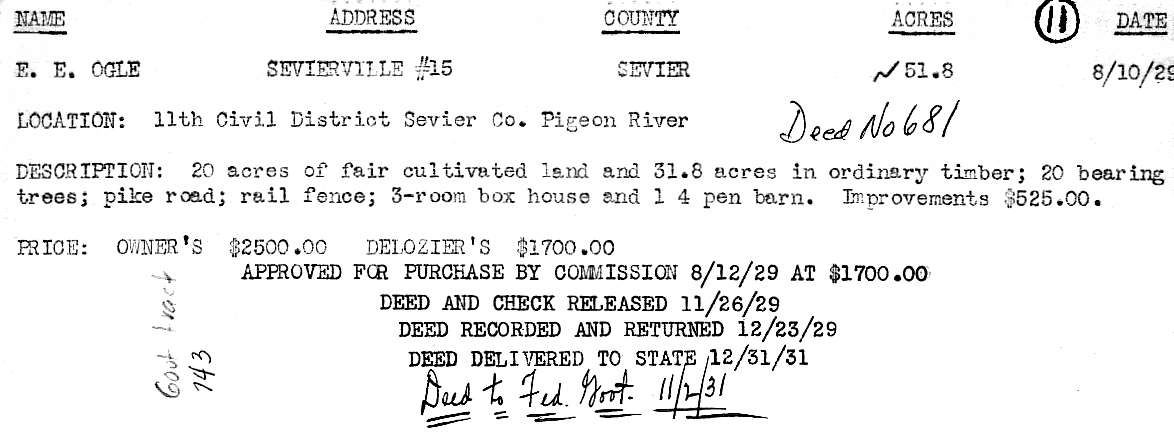 NAME ADDRESS COUNTY ACRES (11) DATE
E. E. OGLE SEVIERVILLE #15 SEVIER ✓51.8 8/10/29
LOCATION: 11th Civil District Sevier Co. Pigeon River
Deed No 681
DESCRIPTION: 20 acres of fair cultivated land and 31.8 acres in ordinary timber; 20 bearing
trees; pike road; rail fence; 3-room box house and 1 4 pen barn. Improvements $525.00.
PRICE: OWNER'S $2500.00 DELOZIER'S $1700.00
APPROVED FOR PURCHASE BY COMMISSION 8/12/29 AT $1700.00
DEED AND CHECK RELEASED 11/26/29
DEED RECORDED AND RETURNED 12/23/29
DEED DELIVERED TO STATE 12/31/31
Deed to Fed. Govt. 11/2/31
Govt tract
743